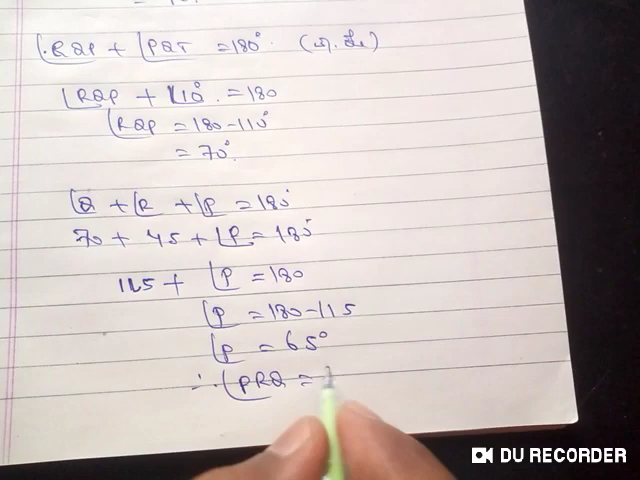 ∠RQP + ∠PQT = 180°
∠RQP + 110° = 180
∠RQP = 180-110°
= 70°.
∠Q + ∠R + ∠P = 180°
70 + 45 + ∠P = 180°
115 + ∠P = 180
∠P = 180-115
∠P = 65°
∴ ∠PRQ =
DU RECORDER